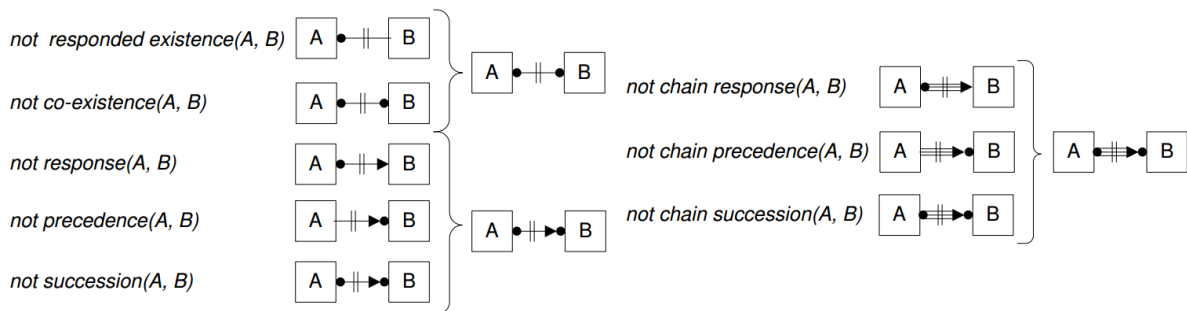 not responded existence(A, B) A B
not co-existence(A, B) A B
A B
not response(A, B) A B
not precedence(A, B) A B
not succession(A, B) A B
A B
not chain response(A, B) A B
not chain precedence(A, B) A B
not chain succession(A, B) A B
A B